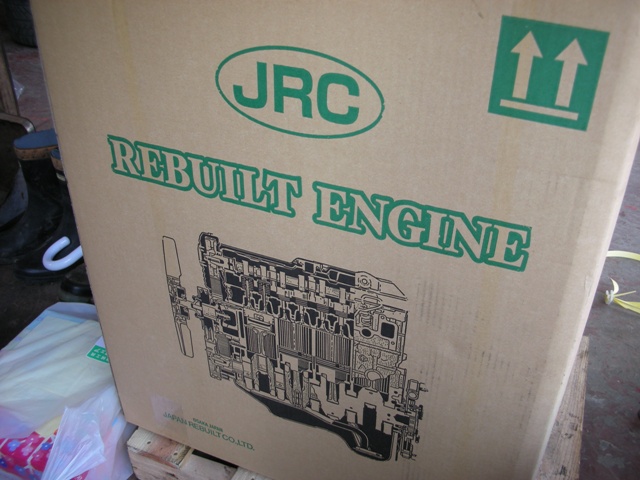 JRC
REBUILT ENGINE
JAPAN REBUILT CO., LTD.